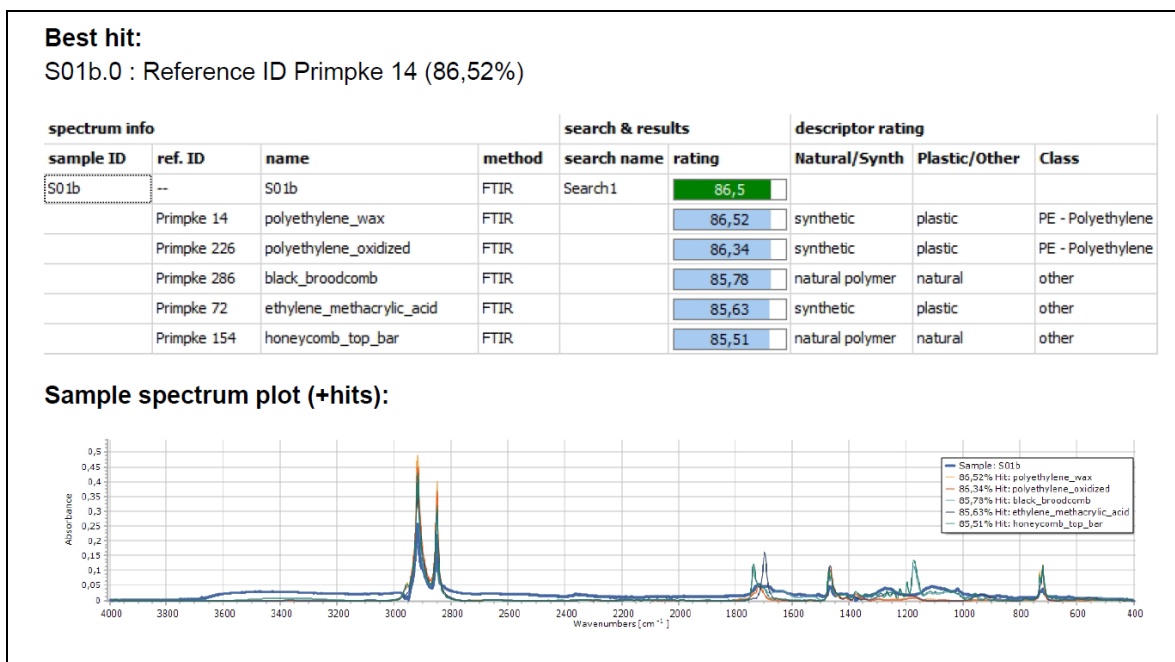 Best hit:
S01b.0 : Reference ID Primpke 14 (86,52%)
spectrum info search & results descriptor rating
sample ID ref. ID name method search name rating Natural/Synth Plastic/Other Class
S01b -- S01b FTIR Search1 86,5
Primpke 14 polyethylene_wax FTIR 86,52 synthetic plastic PE - Polyethylene
Primpke 226 polyethylene_oxidized FTIR 86,34 synthetic plastic PE - Polyethylene
Primpke 286 black_broodcomb FTIR 85,78 natural polymer natural other
Primpke 72 ethylene_methacrylic_acid FTIR 85,63 synthetic plastic other
Primpke 154 honeycomb_top_bar FTIR 85,51 natural polymer natural other
Sample spectrum plot (+hits):
Absorbance
0,5
0,45
0,4
0,35
0,3
0,25
0,2
0,15
0,1
0,05
0
Sample: S01b
86,52% Hit: polyethylene_wax
86,34% Hit: polyethylene_oxidized
85,78% Hit: black_broodcomb
85,63% Hit: ethylene_methacrylic_acid
85,51% Hit: honeycomb_top_bar
4000 3800 3600 3400 3200 3000 2800 2600 2400 2200 2000 1800 1600 1400 1200 1000 800 600 400
Wavenumbers [cm⁻¹]